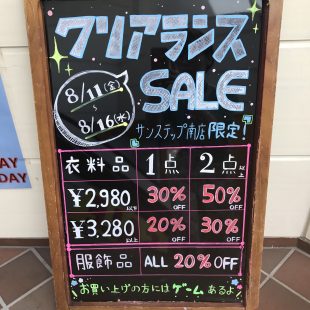 クリアランス
SALE
8/11(金)
~
8/16(水)
サンステップ南店限定!
衣料品 1点 2点以上
¥2,980以下 30%OFF 50%OFF
¥3,280以上 20%OFF 30%OFF
服飾品 ALL 20%OFF
お買い上げの方にはゲームあるよ
AY
DAY